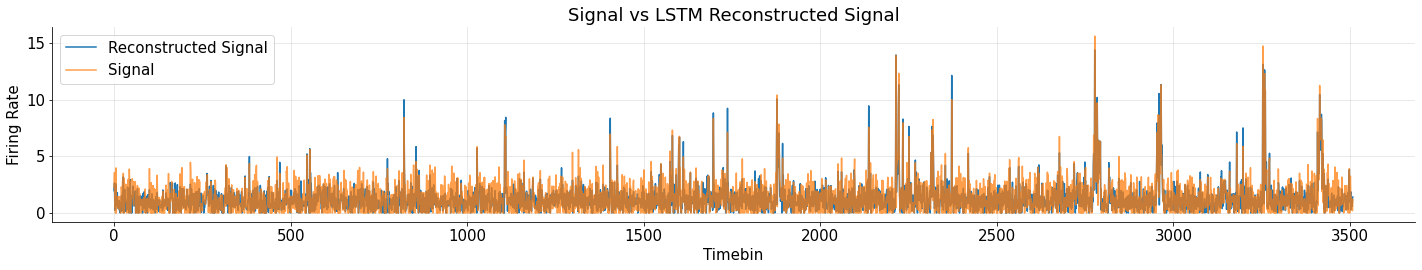 Signal vs LSTM Reconstructed Signal
Reconstructed Signal
Signal
Firing Rate
15
10
5
0
0 500 1000 1500 2000 2500 3000 3500
Timebin